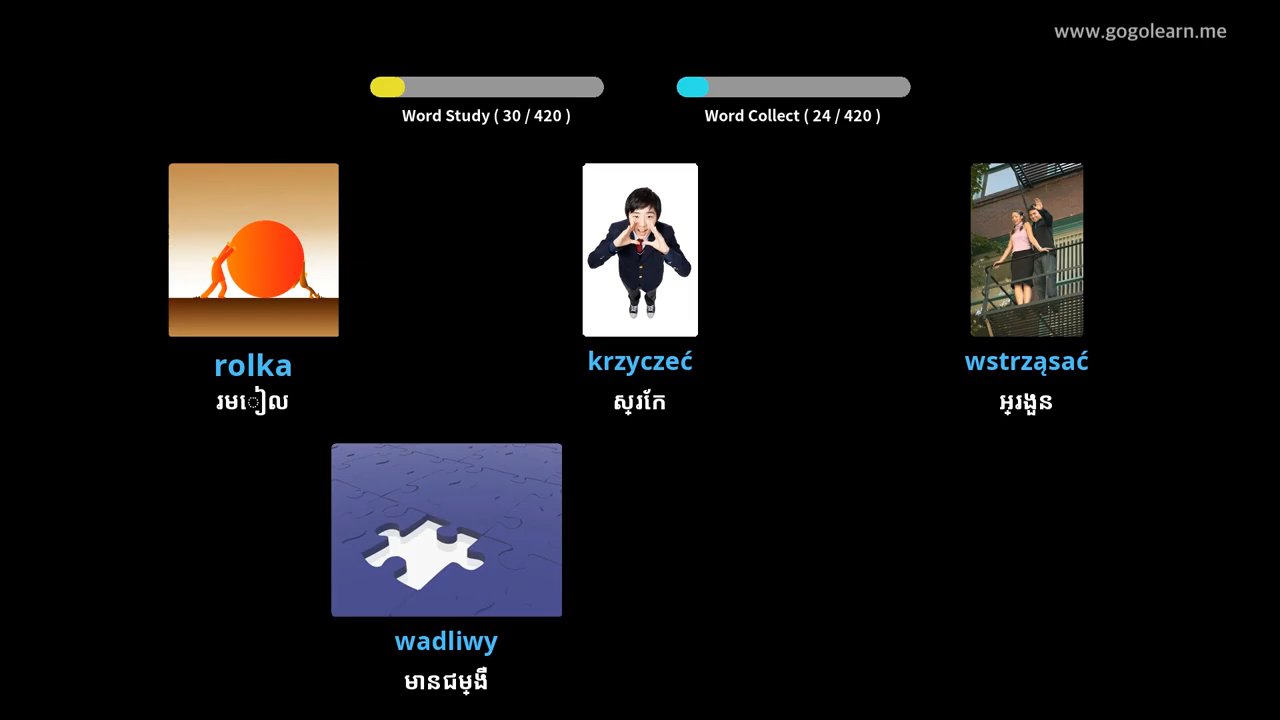 www.gogolearn.me
Word Study ( 30 / 420 )
Word Collect ( 24 / 420 )
rolka
krzyczeć
wstrząsać
រមៀល
ស្រែក
អ្រងួន
wadliwy
មានជម្ងឺ